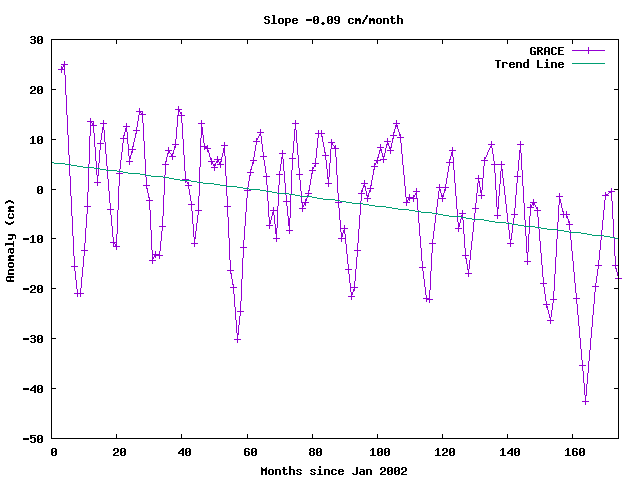 Slope -0.09 cm/month
GRACE
Trend Line
30
20
10
0
-10
-20
-30
-40
-50
Anomaly (cm)
0 20 40 60 80 100 120 140 160
Months since Jan 2002